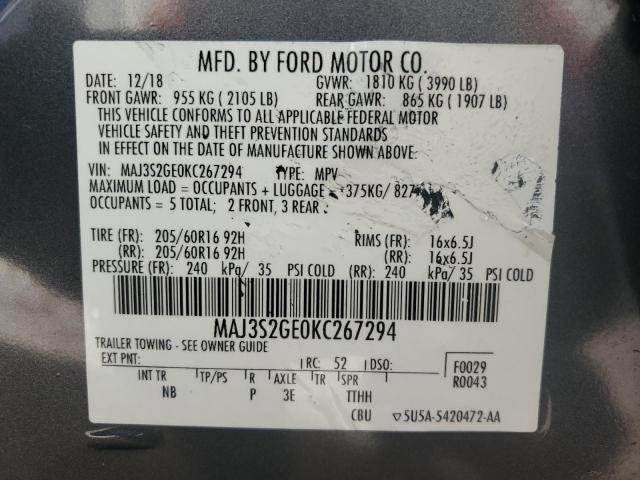 MFD. BY FORD MOTOR CO.
DATE: 12/18 GVWR: 1810 KG ( 3990 LB)
FRONT GAWR: 955 KG ( 2105 LB) REAR GAWR: 865 KG ( 1907 LB)
THIS VEHICLE CONFORMS TO ALL APPLICABLE FEDERAL MOTOR
VEHICLE SAFETY AND THEFT PREVENTION STANDARDS
IN EFFECT ON THE DATE OF MANUFACTURE SHOWN ABOVE.
VIN: MAJ3S2GE0KC267294 TYPE: MPV
MAXIMUM LOAD = OCCUPANTS + LUGGAGE = 375KG/ 827
OCCUPANTS = 5 TOTAL; 2 FRONT, 3 REAR
TIRE (FR): 205/60R16 92H RIMS (FR): 16x6.5J
(RR): 205/60R16 92H (RR): 16x6.5J
PRESSURE (FR): 240 kPa/ 35 PSI COLD (RR): 240 kPa/ 35 PSI COLD
MAJ3S2GE0KC267294
TRAILER TOWING - SEE OWNER GUIDE
EXT PNT: RC: 52 DSO: F0029
R0043
INT TR TP/PS R AXLE TR SPR
NB P 3E TTHH
CBU ▽5U5A-5420472-AA